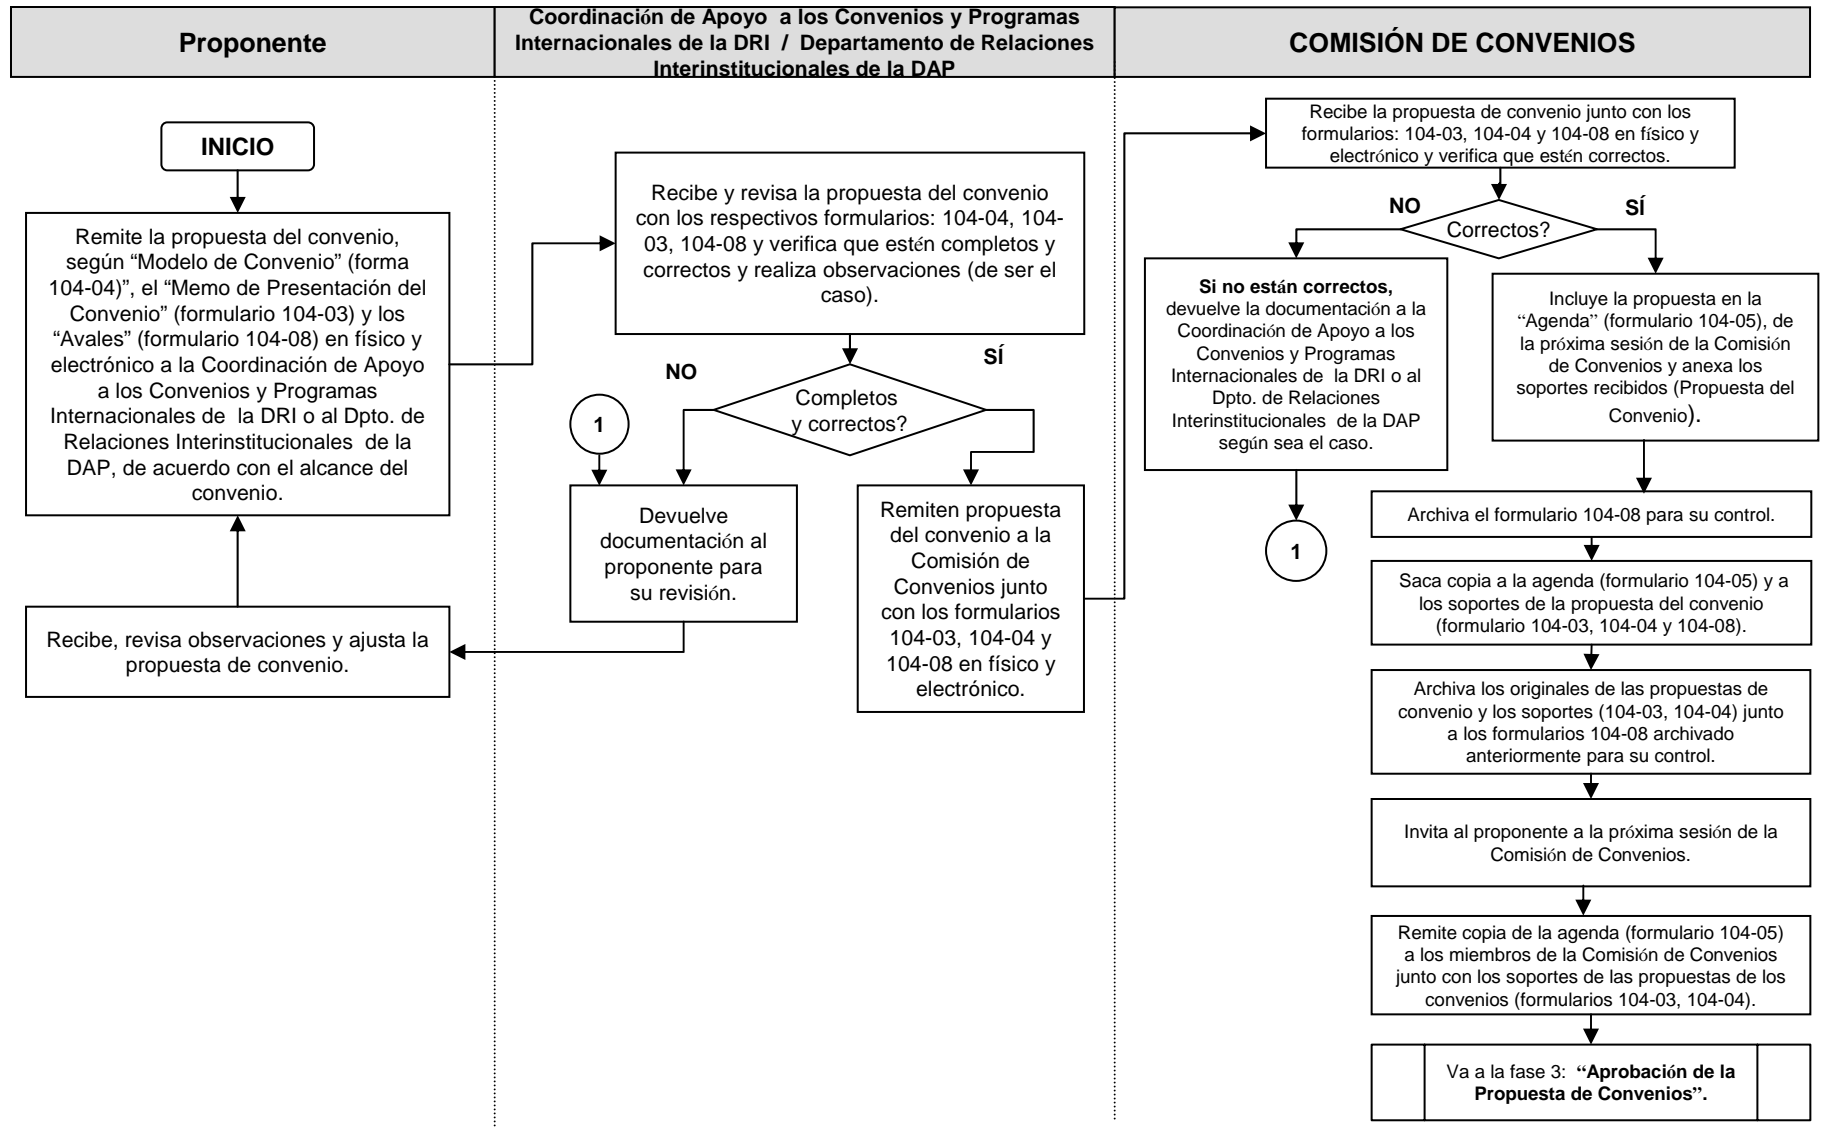 Proponente
Coordinación de Apoyo a los Convenios y Programas
Internacionales de la DRI / Departamento de Relaciones
Interinstitucionales de la DAP
COMISIÓN DE CONVENIOS
INICIO
Remite la propuesta del convenio,
según “Modelo de Convenio” (forma
104-04)”, el “Memo de Presentación del
Convenio” (formulario 104-03) y los
“Avales” (formulario 104-08) en físico y
electrónico a la Coordinación de Apoyo
a los Convenios y Programas
Internacionales de la DRI o al Dpto. de
Relaciones Interinstitucionales de la
DAP, de acuerdo con el alcance del
convenio.
Recibe, revisa observaciones y ajusta la
propuesta de convenio.
Recibe y revisa la propuesta del convenio
con los respectivos formularios: 104-04, 104-
03, 104-08 y verifica que estén completos y
correctos y realiza observaciones (de ser el
caso).
NO
SÍ
Completos
y correctos?
1
Devuelve
documentación al
proponente para
su revisión.
Remiten propuesta
del convenio a la
Comisión de
Convenios junto
con los formularios
104-03, 104-04 y
104-08 en físico y
electrónico.
Recibe la propuesta de convenio junto con los
formularios: 104-03, 104-04 y 104-08 en físico y
electrónico y verifica que estén correctos.
NO
SÍ
Correctos?
Si no están correctos,
devuelve la documentación a la
Coordinación de Apoyo a los
Convenios y Programas
Internacionales de la DRI o al
Dpto. de Relaciones
Interinstitucionales de la DAP
según sea el caso.
1
Incluye la propuesta en la
“Agenda” (formulario 104-05), de
la próxima sesión de la Comisión
de Convenios y anexa los
soportes recibidos (Propuesta del
Convenio).
Archiva el formulario 104-08 para su control.
Saca copia a la agenda (formulario 104-05) y a
los soportes de la propuesta del convenio
(formulario 104-03, 104-04 y 104-08).
Archiva los originales de las propuestas de
convenio y los soportes (104-03, 104-04) junto
a los formularios 104-08 archivado
anteriormente para su control.
Invita al proponente a la próxima sesión de la
Comisión de Convenios.
Remite copia de la agenda (formulario 104-05)
a los miembros de la Comisión de Convenios
junto con los soportes de las propuestas de los
convenios (formularios 104-03, 104-04).
Va a la fase 3: “Aprobación de la
Propuesta de Convenios”.